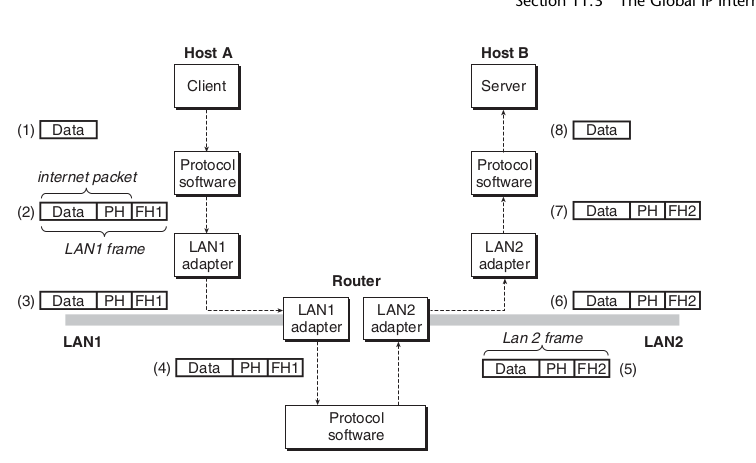 Section 11.3 The Global IP Inter
Host A
Host B
Client
Server
(1) Data
(8) Data
Protocol
software
Protocol
software
internet packet
(2) Data PH FH1
LAN1 frame
(7) Data PH FH2
LAN1
adapter
LAN2
adapter
Router
(3) Data PH FH1
(6) Data PH FH2
LAN1
adapter
LAN2
adapter
LAN1
LAN2
Lan 2 frame
(4) Data PH FH1
Data PH FH2 (5)
Protocol
software